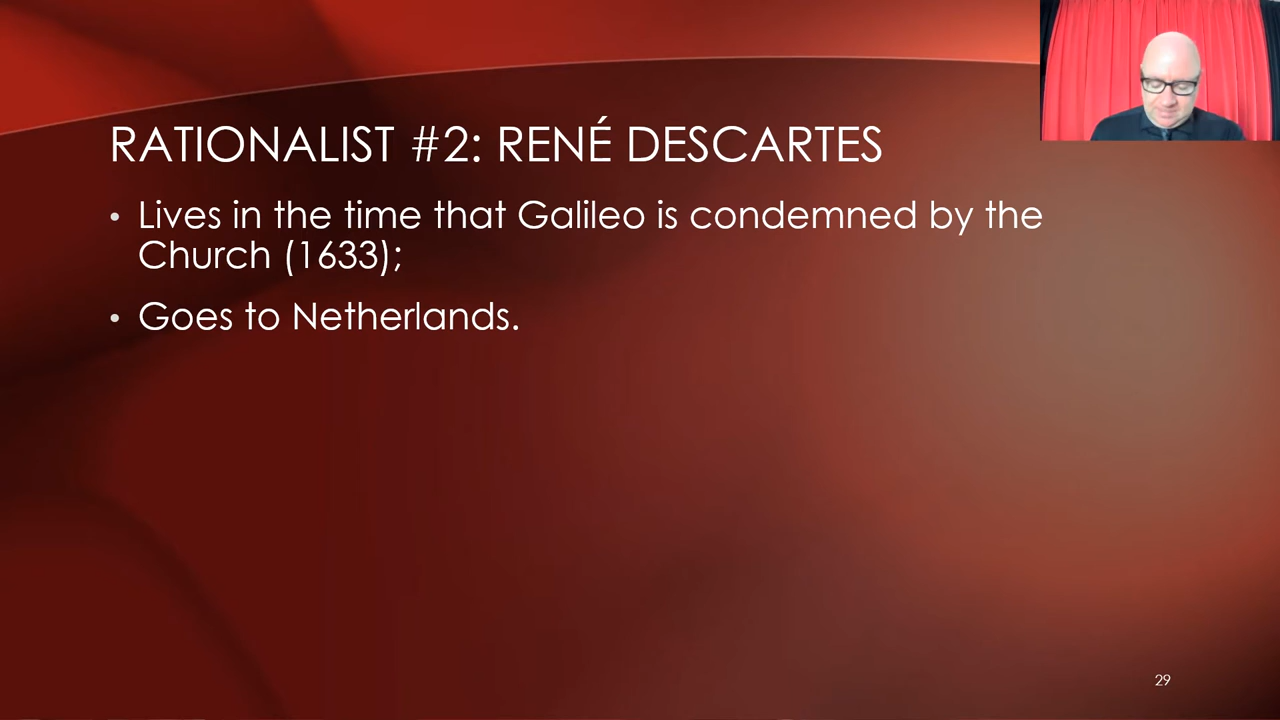 RATIONALIST #2: RENÉ DESCARTES
• Lives in the time that Galileo is condemned by the
Church (1633);
• Goes to Netherlands.
29